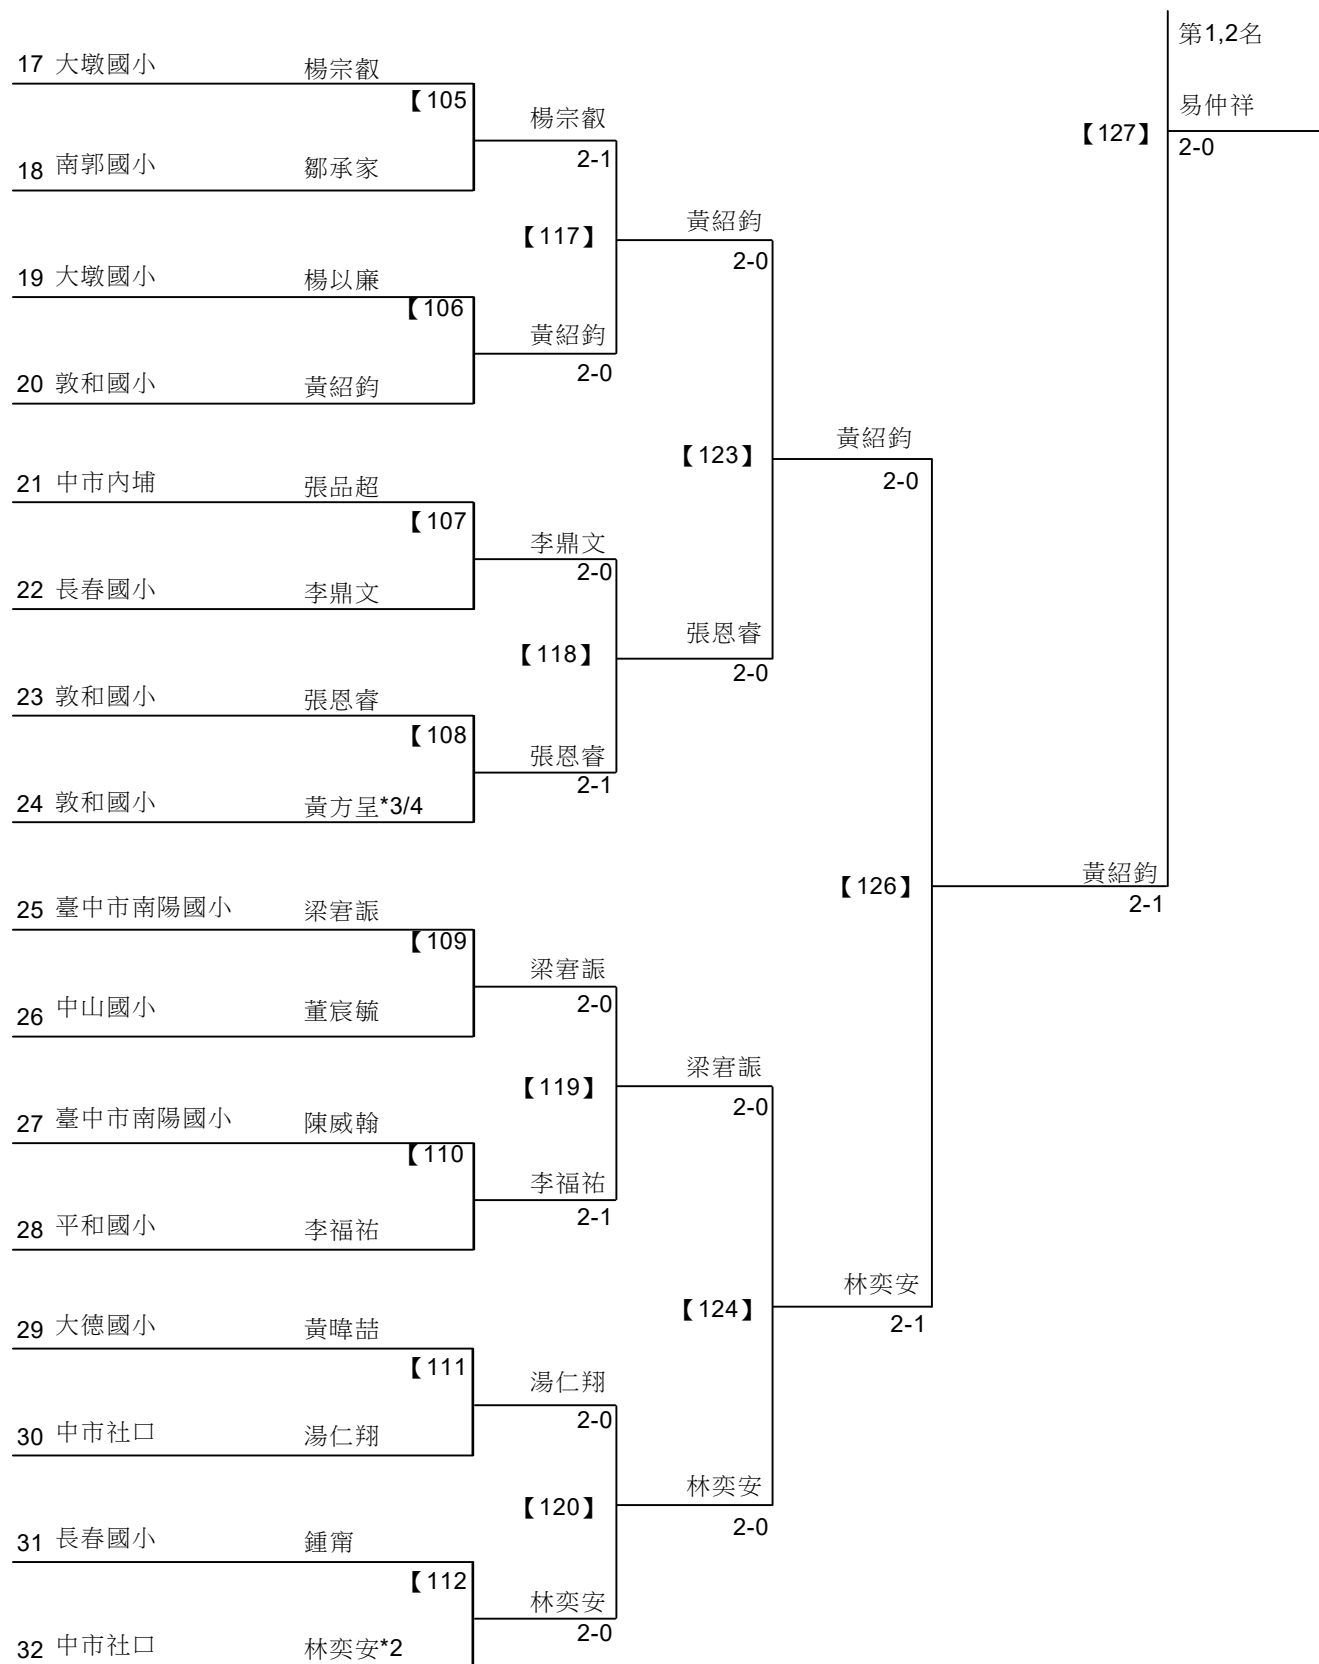 第1,2名
17 大墩國小 楊宗叡
【105
楊宗叡
易仲祥
【127】
2-0
2-1
18 南郭國小 鄒承家
黃紹鈞
【117】
2-0
19 大墩國小 楊以廉
【106
黃紹鈞
2-0
20 敦和國小 黃紹鈞
黃紹鈞
【123】
2-0
21 中市內埔 張品超
【107
李鼎文
2-0
22 長春國小 李鼎文
張恩睿
【118】
2-0
23 敦和國小 張恩睿
【108
張恩睿
2-1
24 敦和國小 黃方呈*3/4
黃紹鈞
【126】
2-1
25 臺中市南陽國小 梁宭誫
【109
梁宭誫
2-0
26 中山國小 董宸毓
梁宭誫
【119】
2-0
27 臺中市南陽國小 陳威翰
【110
李福祐
2-1
28 平和國小 李福祐
林奕安
【124】
2-1
29 大德國小 黃暐喆
【111
湯仁翔
2-0
30 中市社口 湯仁翔
林奕安
【120】
2-0
31 長春國小 鍾甯
【112
林奕安
2-0
32 中市社口 林奕安*2